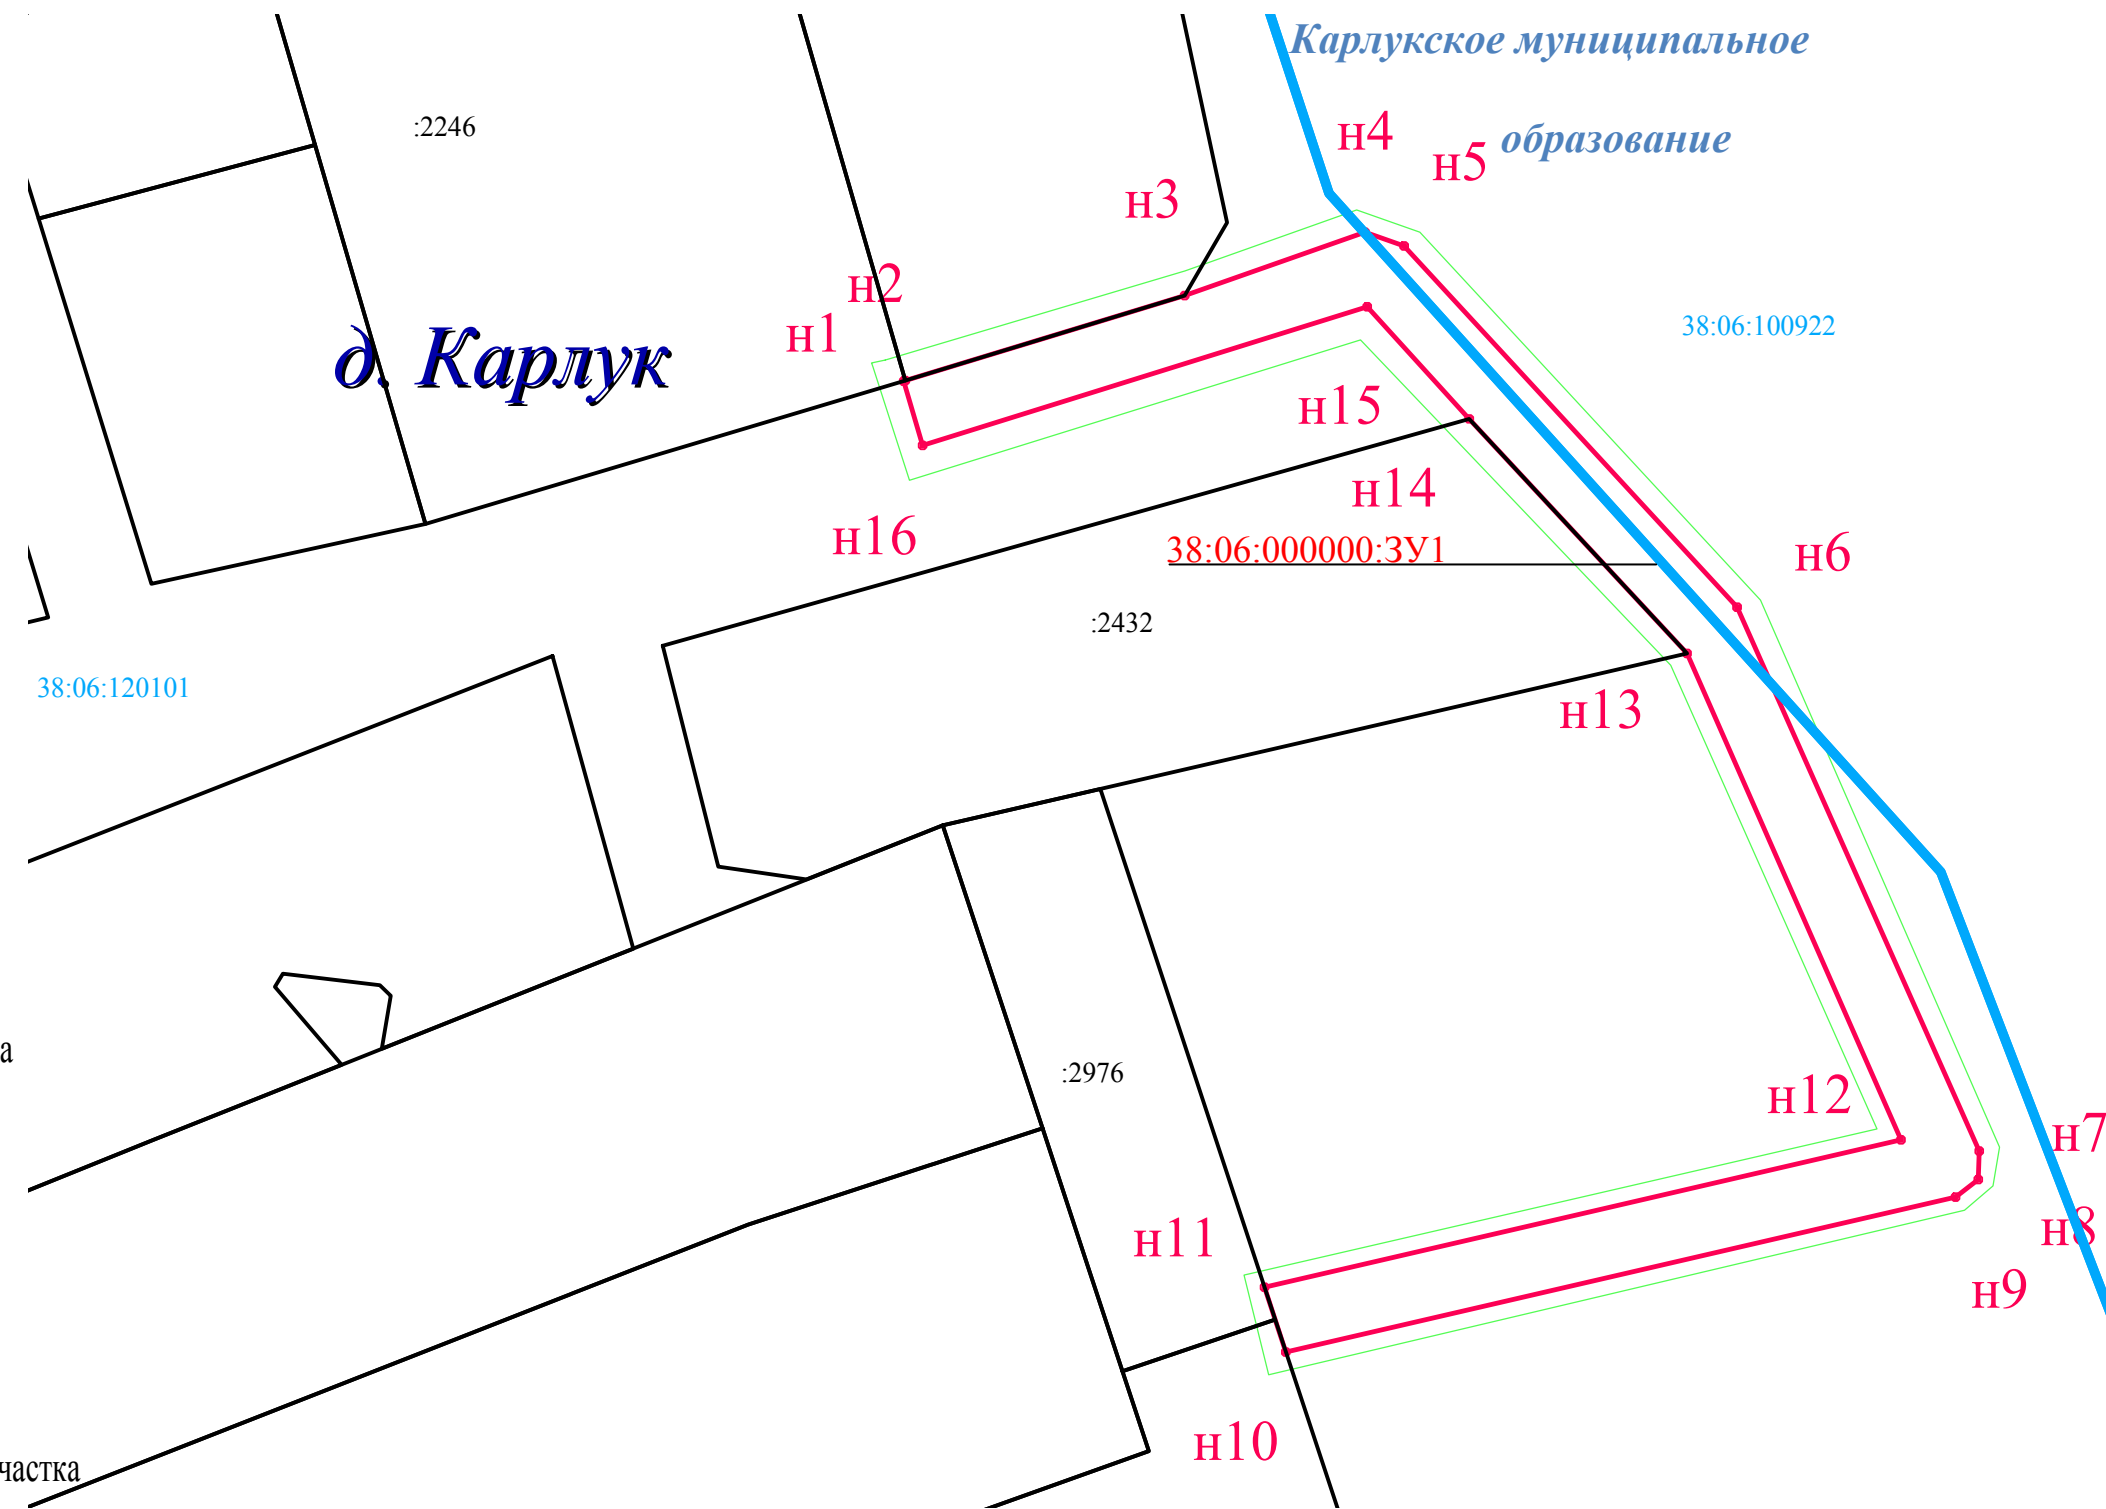 Карлукское муниципальное
образование
:2246
н4
н5
н3
н2
н1
д. Карлук
38:06:100922
н15
н14
н16
38:06:000000:ЗУ1
н6
:2432
38:06:120101
н13
а
:2976
н12
н7
н11
н8
н9
н10
частка